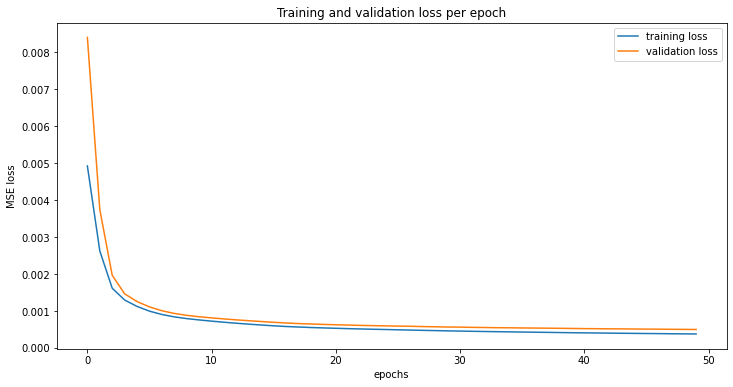 Training and validation loss per epoch
training loss
validation loss
MSE loss
0.008
0.007
0.006
0.005
0.004
0.003
0.002
0.001
0.000
0 10 20 30 40 50
epochs